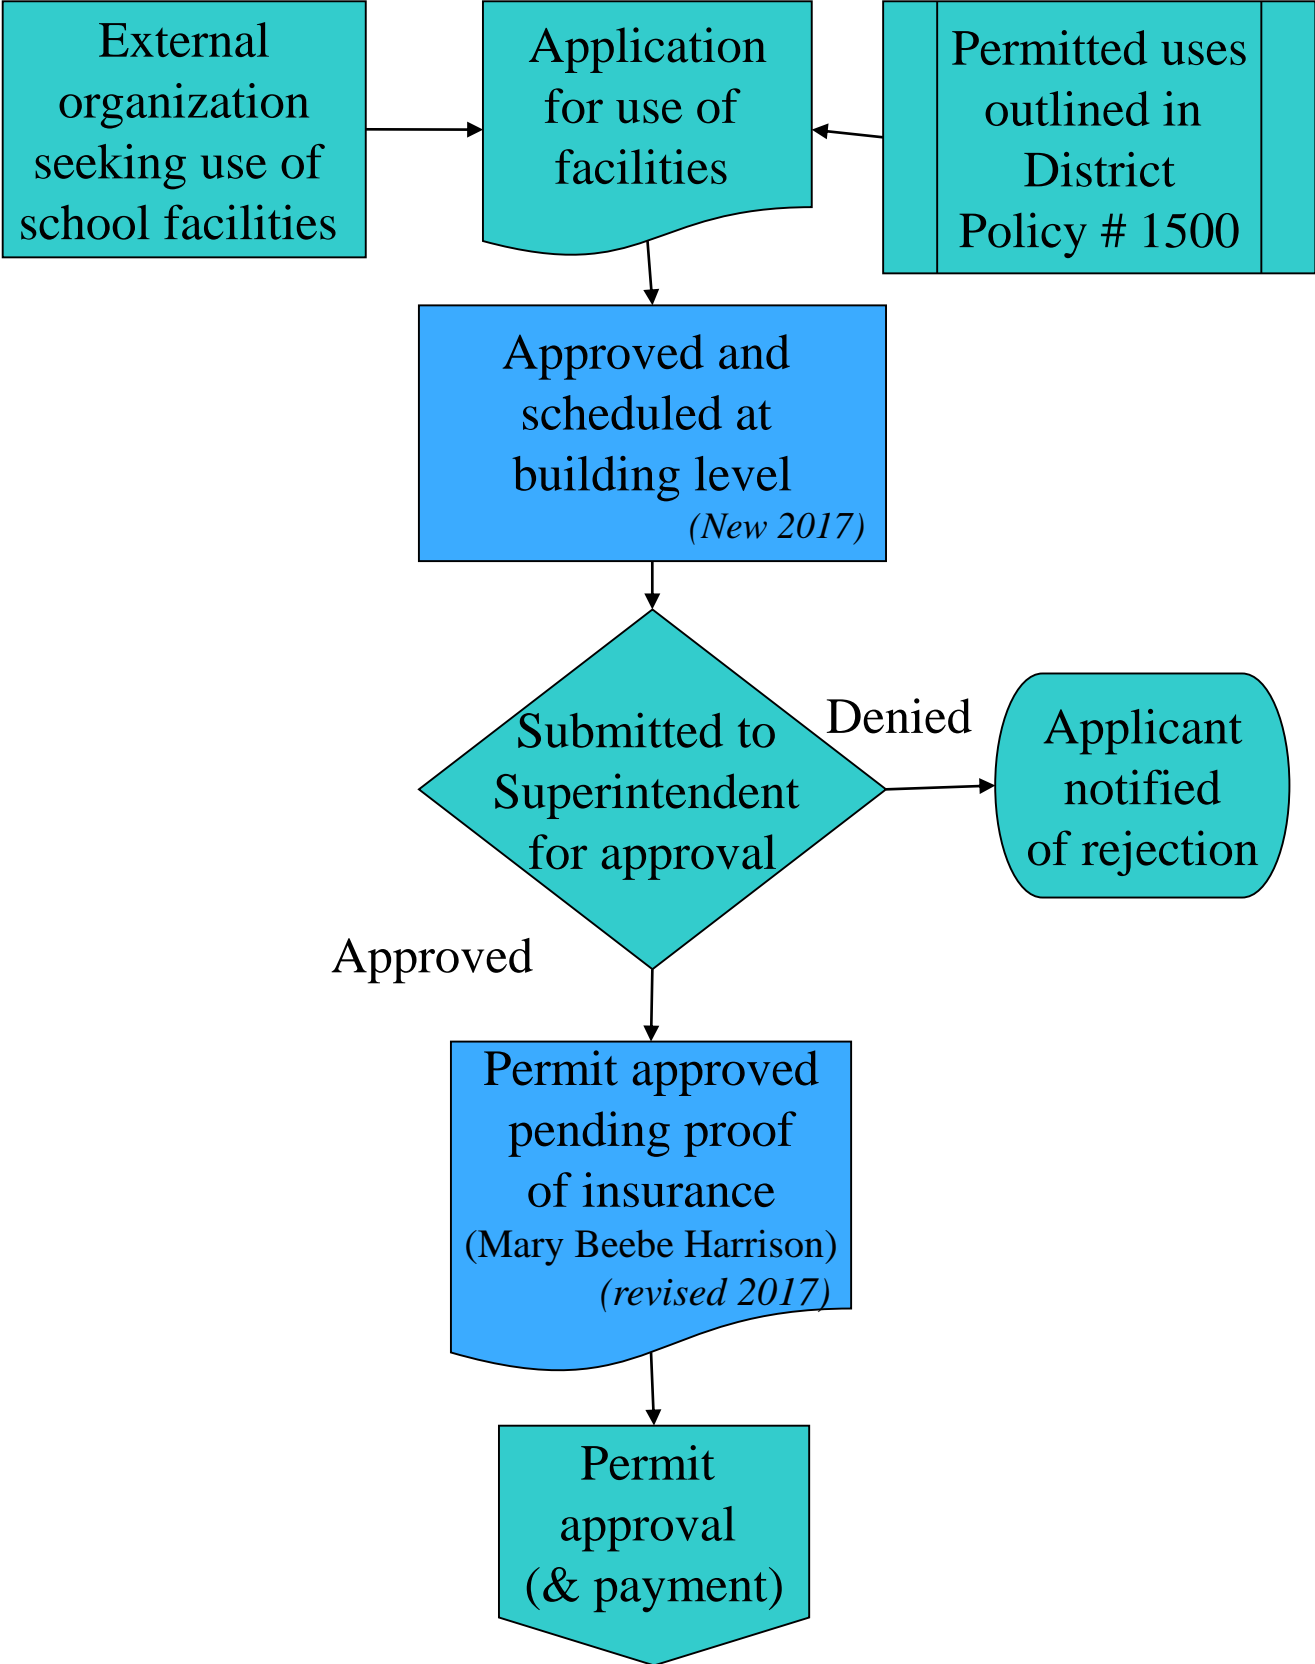 External
organization
seeking use of
school facilities
Application
for use of
facilities
Permitted uses
outlined in
District
Policy # 1500
Approved and
scheduled at
building level
(New 2017)
Submitted to
Superintendent
for approval
Denied
Applicant
notified
of rejection
Approved
Permit approved
pending proof
of insurance
(Mary Beebe Harrison)
(revised 2017)
Permit
approval
(& payment)